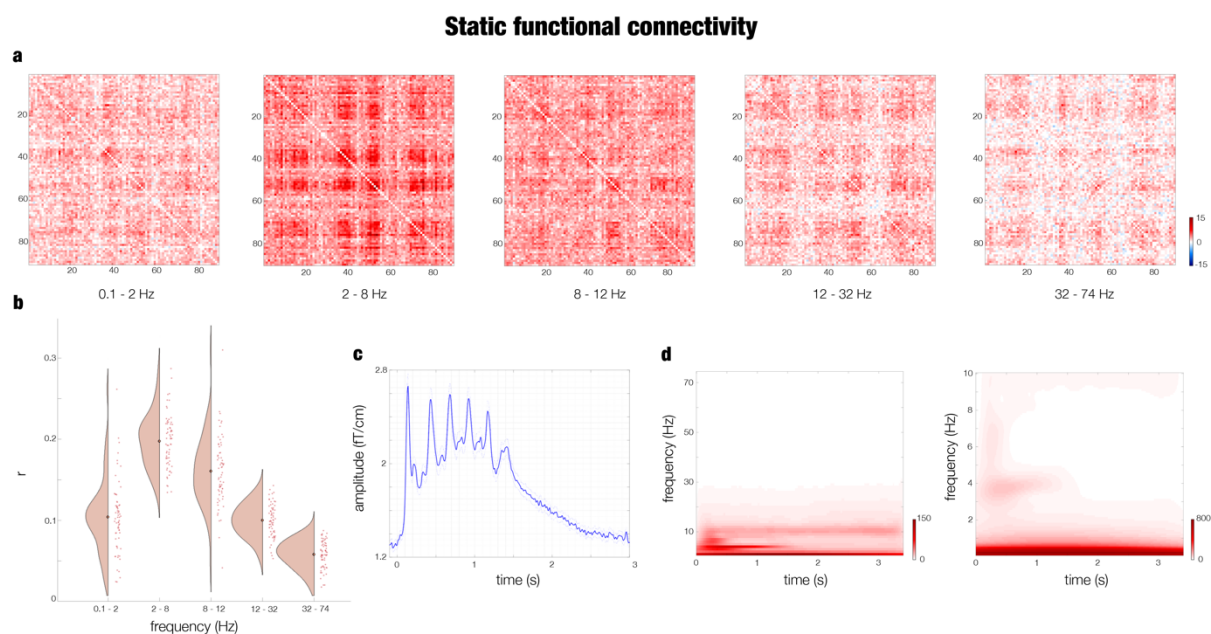 Static functional connectivity
a
20
40
60
80
20 40 60 80
0.1 - 2 Hz
20
40
60
80
20 40 60 80
2 - 8 Hz
20
40
60
80
20 40 60 80
8 - 12 Hz
20
40
60
80
20 40 60 80
12 - 32 Hz
20
40
60
80
20 40 60 80
32 - 74 Hz
15
0
-15
b
r
0.3
0.2
0.1
0
0.1 - 2 2 - 8 8 - 12 12 - 32 32 - 74
frequency (Hz)
c
amplitude (fT/cm)
2.8
2
1.2
0 1 2 3
time (s)
d
frequency (Hz)
70
50
30
10
0 1 2 3
time (s)
150
0
frequency (Hz)
10
8
6
4
2
0 1 2 3
time (s)
800
0